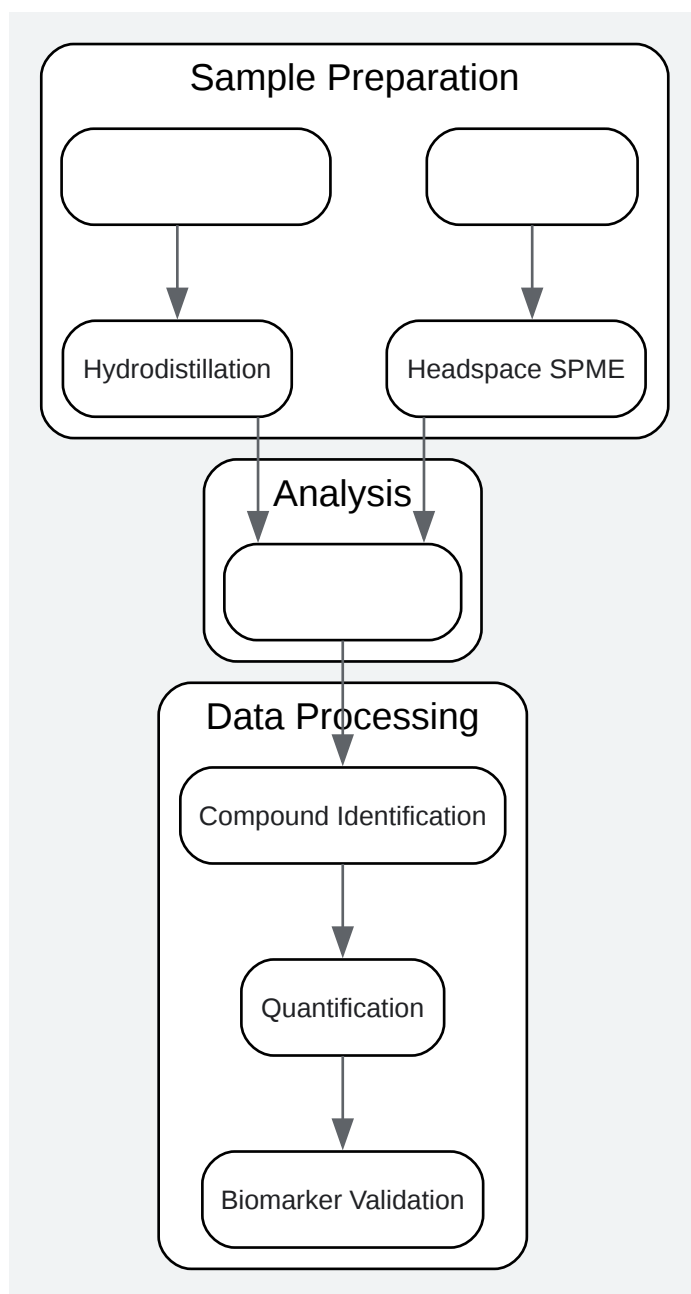 Sample Preparation
Hydrodistillation
Headspace SPME
Analysis
Data Processing
Compound Identification
Quantification
Biomarker Validation